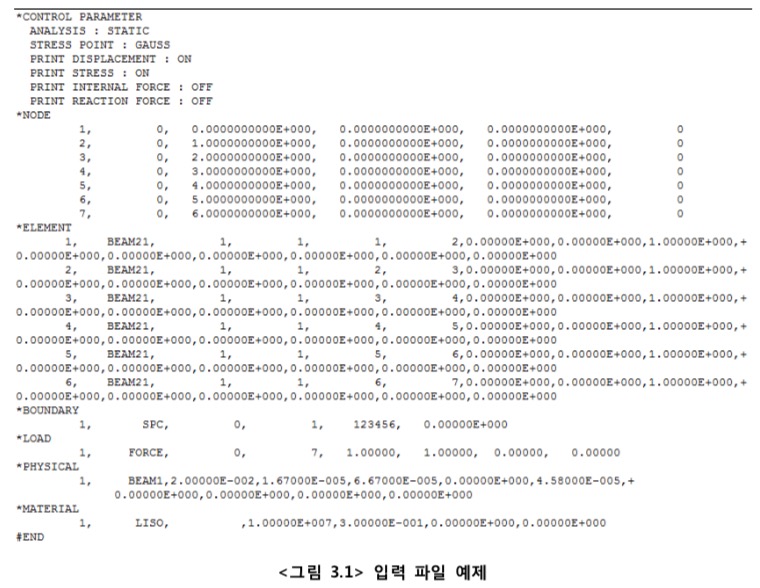 *CONTROL PARAMETER
ANALYSIS : STATIC
STRESS POINT : GAUSS
PRINT DISPLACEMENT : ON
PRINT STRESS : ON
PRINT INTERNAL FORCE : OFF
PRINT REACTION FORCE : OFF
*NODE
1, 0, 0.0000000000E+000, 0.0000000000E+000, 0.0000000000E+000, 0
2, 0, 1.0000000000E+000, 0.0000000000E+000, 0.0000000000E+000, 0
3, 0, 2.0000000000E+000, 0.0000000000E+000, 0.0000000000E+000, 0
4, 0, 3.0000000000E+000, 0.0000000000E+000, 0.0000000000E+000, 0
5, 0, 4.0000000000E+000, 0.0000000000E+000, 0.0000000000E+000, 0
6, 0, 5.0000000000E+000, 0.0000000000E+000, 0.0000000000E+000, 0
7, 0, 6.0000000000E+000, 0.0000000000E+000, 0.0000000000E+000, 0
*ELEMENT
1, BEAM21, 1, 1, 1, 2,0.00000E+000,0.00000E+000,1.00000E+000,+
0.00000E+000,0.00000E+000,0.00000E+000,0.00000E+000,0.00000E+000,0.00000E+000
2, BEAM21, 1, 1, 2, 3,0.00000E+000,0.00000E+000,1.00000E+000,+
0.00000E+000,0.00000E+000,0.00000E+000,0.00000E+000,0.00000E+000,0.00000E+000
3, BEAM21, 1, 1, 3, 4,0.00000E+000,0.00000E+000,1.00000E+000,+
0.00000E+000,0.00000E+000,0.00000E+000,0.00000E+000,0.00000E+000,0.00000E+000
4, BEAM21, 1, 1, 4, 5,0.00000E+000,0.00000E+000,1.00000E+000,+
0.00000E+000,0.00000E+000,0.00000E+000,0.00000E+000,0.00000E+000,0.00000E+000
5, BEAM21, 1, 1, 5, 6,0.00000E+000,0.00000E+000,1.00000E+000,+
0.00000E+000,0.00000E+000,0.00000E+000,0.00000E+000,0.00000E+000,0.00000E+000
6, BEAM21, 1, 1, 6, 7,0.00000E+000,0.00000E+000,1.00000E+000,+
0.00000E+000,0.00000E+000,0.00000E+000,0.00000E+000,0.00000E+000,0.00000E+000
*BOUNDARY
1, SPC, 0, 1, 123456, 0.00000E+000
*LOAD
1, FORCE, 0, 7, 1.00000, 1.00000, 0.00000, 0.00000
*PHYSICAL
1, BEAM1,2.00000E-002,1.67000E-005,6.67000E-005,0.00000E+000,4.58000E-005,+
0.00000E+000,0.00000E+000,0.00000E+000,0.00000E+000
*MATERIAL
1, LISO, ,1.00000E+007,3.00000E-001,0.00000E+000,0.00000E+000
#END
<그림 3.1> 입력 파일 예제